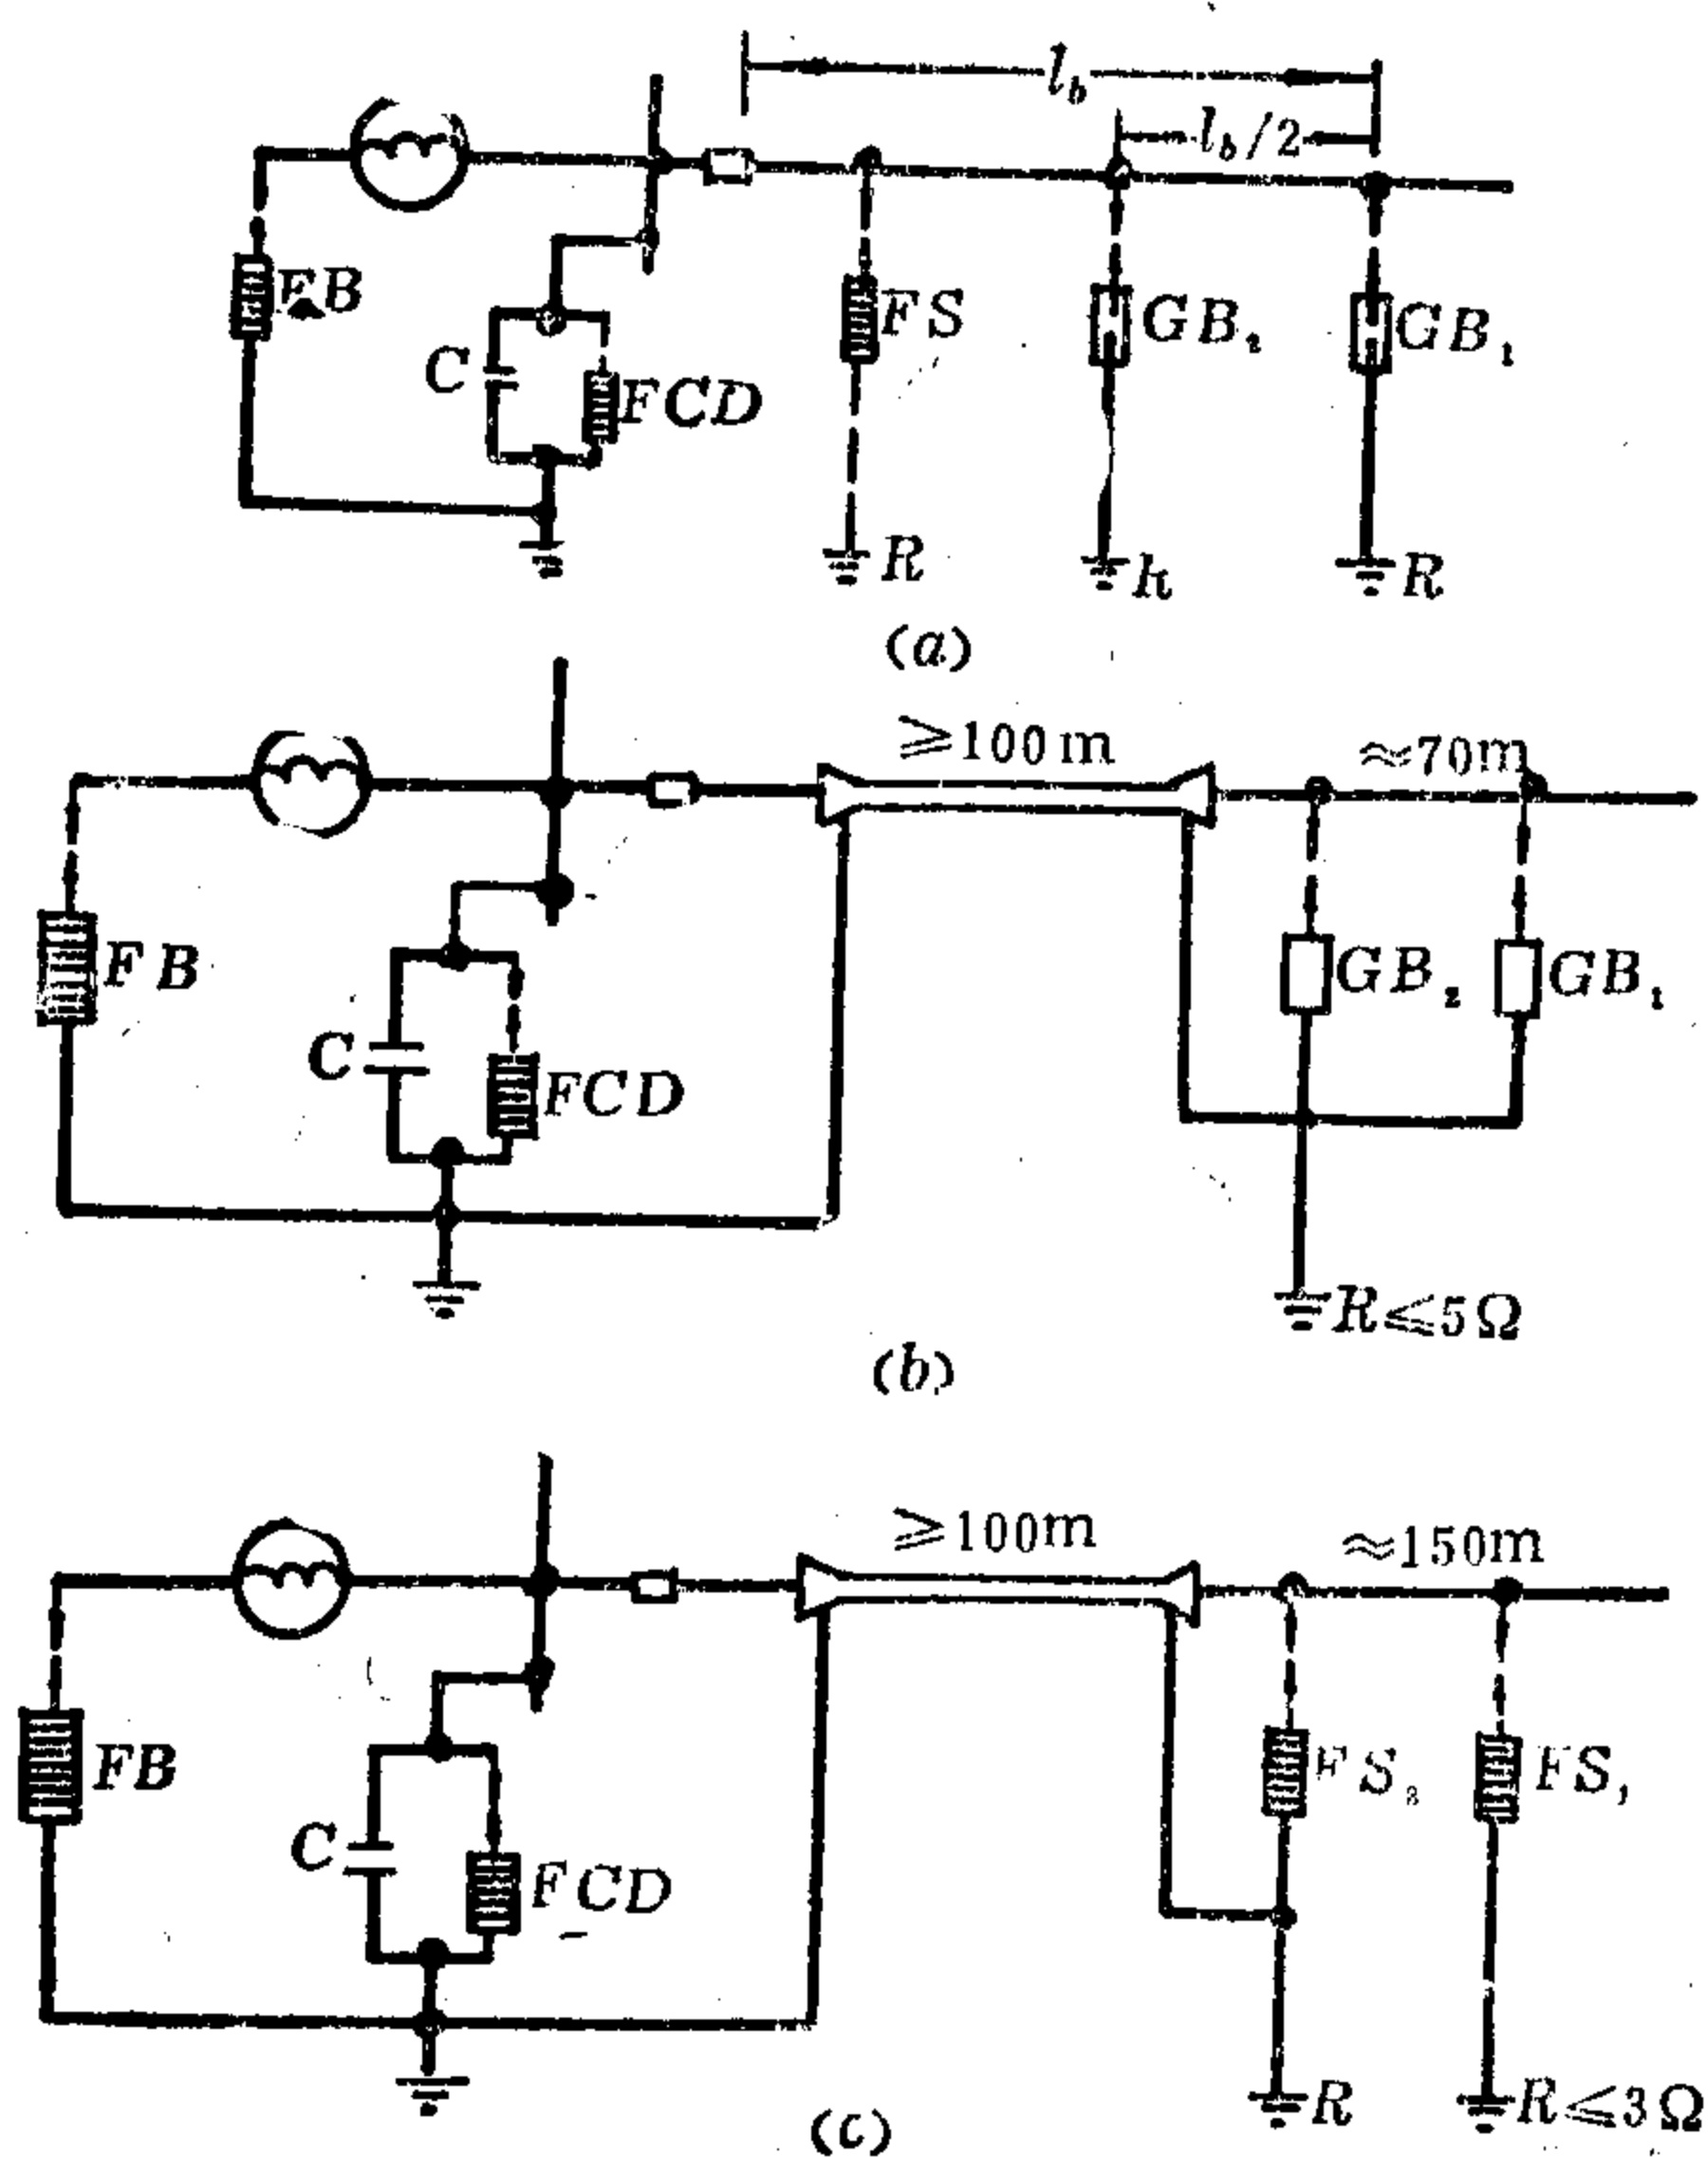 l_b
l_b/2
FB
FS
GB₂
GB₁
C
FCD
R
R
R
(a)
≥100m
≈70m
FB
GB₂
GB₁
C
FCD
R≤5Ω
(b)
≥100m
≈150m
FB
FS₂
FS₁
C
FCD
R
R≤3Ω
(c)